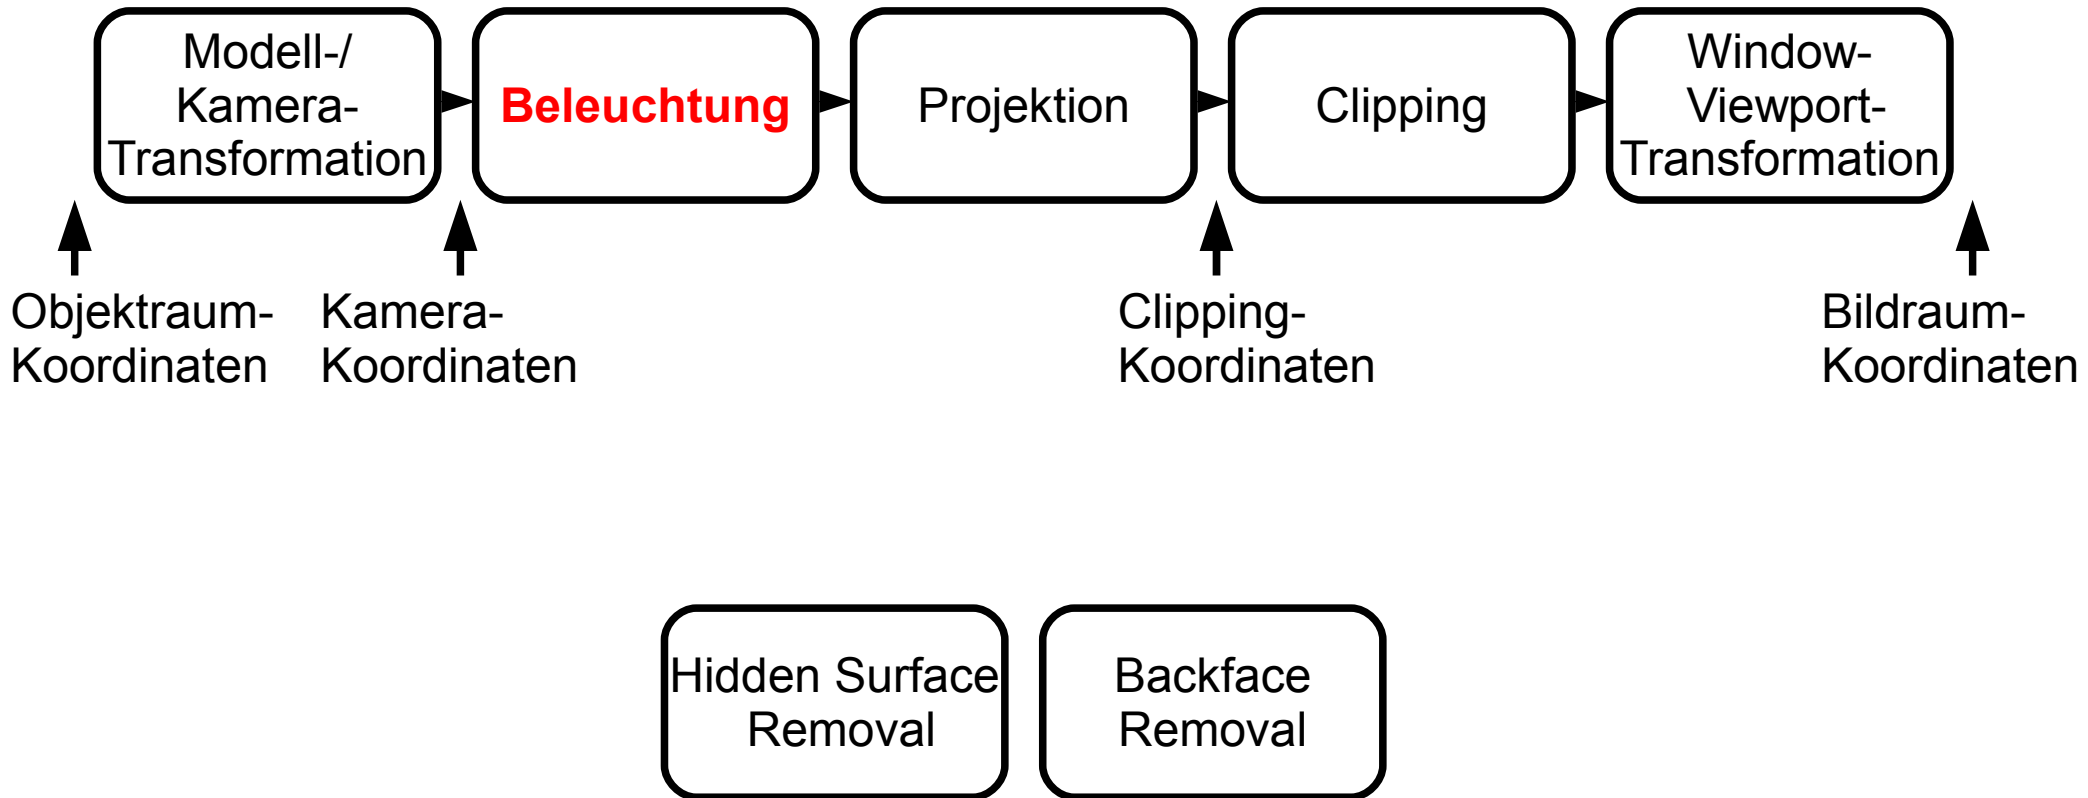 Modell-/
Kamera-
Transformation
Beleuchtung
Projektion
Clipping
Window-
Viewport-
Transformation
Objektraum-
Koordinaten
Kamera-
Koordinaten
Clipping-
Koordinaten
Bildraum-
Koordinaten
Hidden Surface
Removal
Backface
Removal